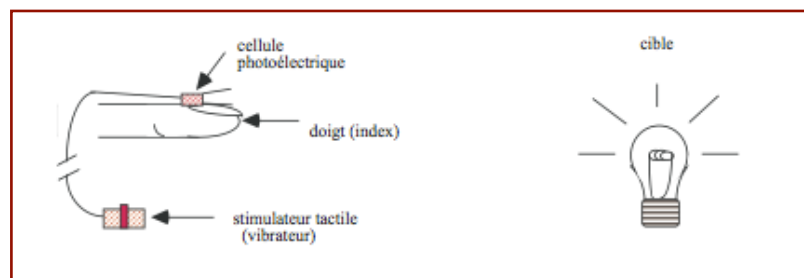 cellule
photoélectrique
cible
doigt (index)
stimulateur tactile
(vibrateur)